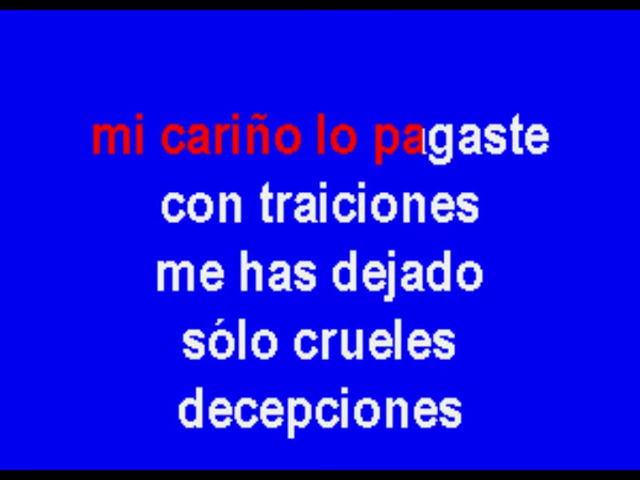 mi cariño lo pagaste
con traiciones
me has dejado
sólo crueles
decepciones